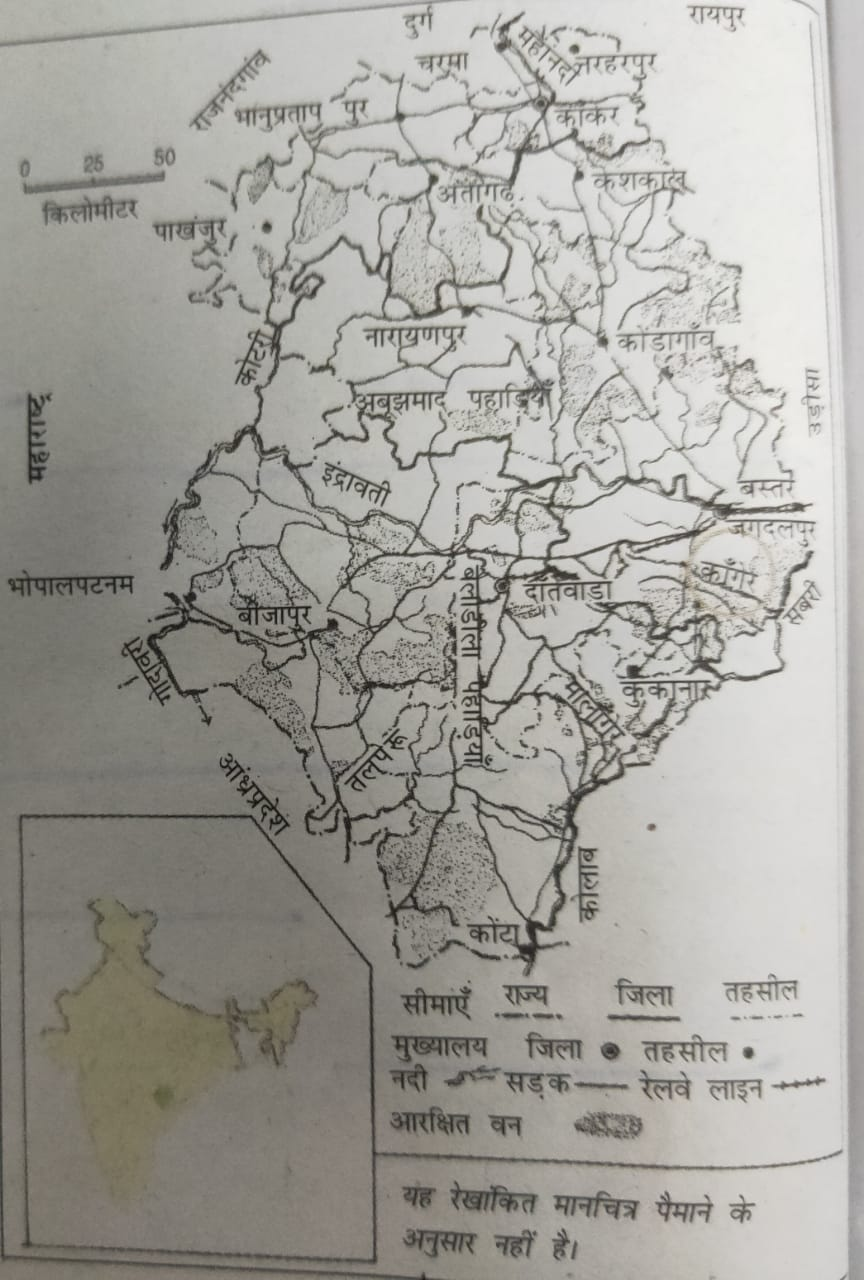 दुर्ग
रायपुर
महानदी
चरमा
नरहरपुर
राजनंदगांव
भानुप्रताप पुर
कांकेर
0 25 50
किलोमीटर
अंतागढ़
केशकाल
पाखंजुर
कोटरी
नारायणपुर
कोंडागाँव
अबूझमाद पहाड़ियाँ
महाराष्ट्र
उड़ीसा
इंद्रावती
बस्तर
जगदलपुर
भोपालपटनम
काँगेर
दाँतेवाडा
सबरी
बीजापुर
बैलाडीला पहाड़ियाँ
गोदावरी
कुकानार
तलपेरू
आंध्रप्रदेश
कोलाब
कोंटा
सीमाएँ राज्य जिला तहसील
मुख्यालय जिला तहसील
नदी सड़क रेलवे लाइन
आरक्षित वन
यह रेखांकित मानचित्र पैमाने के
अनुसार नहीं है।